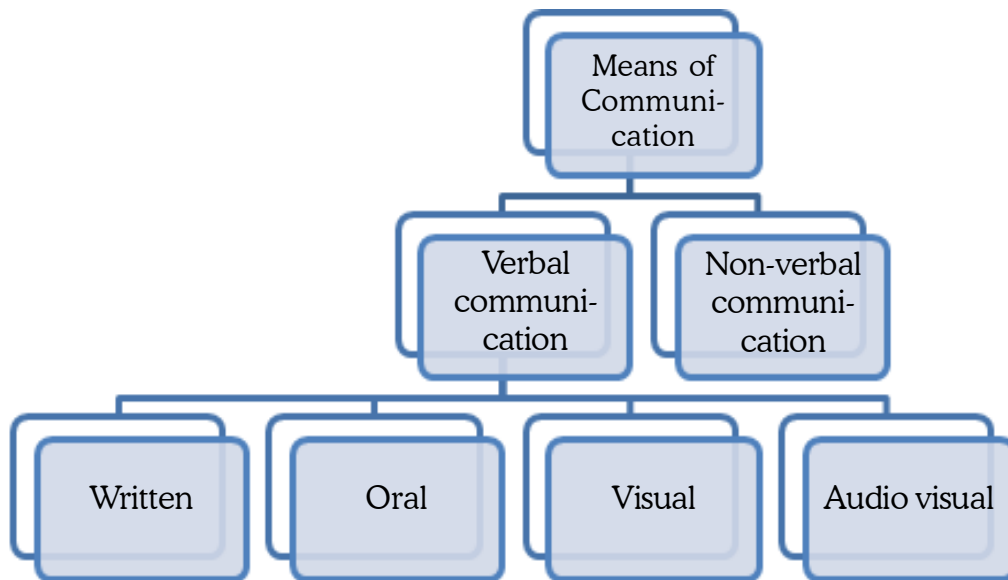 Means of
Communi-
cation
Verbal
communi-
cation
Non-verbal
communi-
cation
Written
Oral
Visual
Audio visual